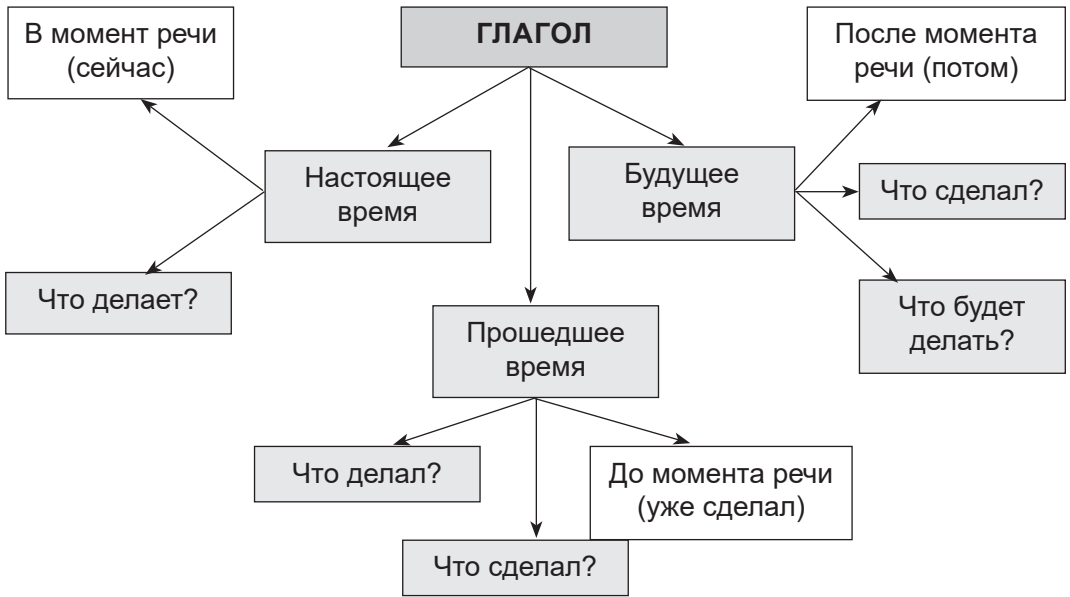 В момент речи
(сейчас)
ГЛАГОЛ
После момента
речи (потом)
Настоящее
время
Будущее
время
Что сделал?
Что делает?
Что будет
делать?
Прошедшее
время
Что делал?
До момента речи
(уже сделал)
Что сделал?